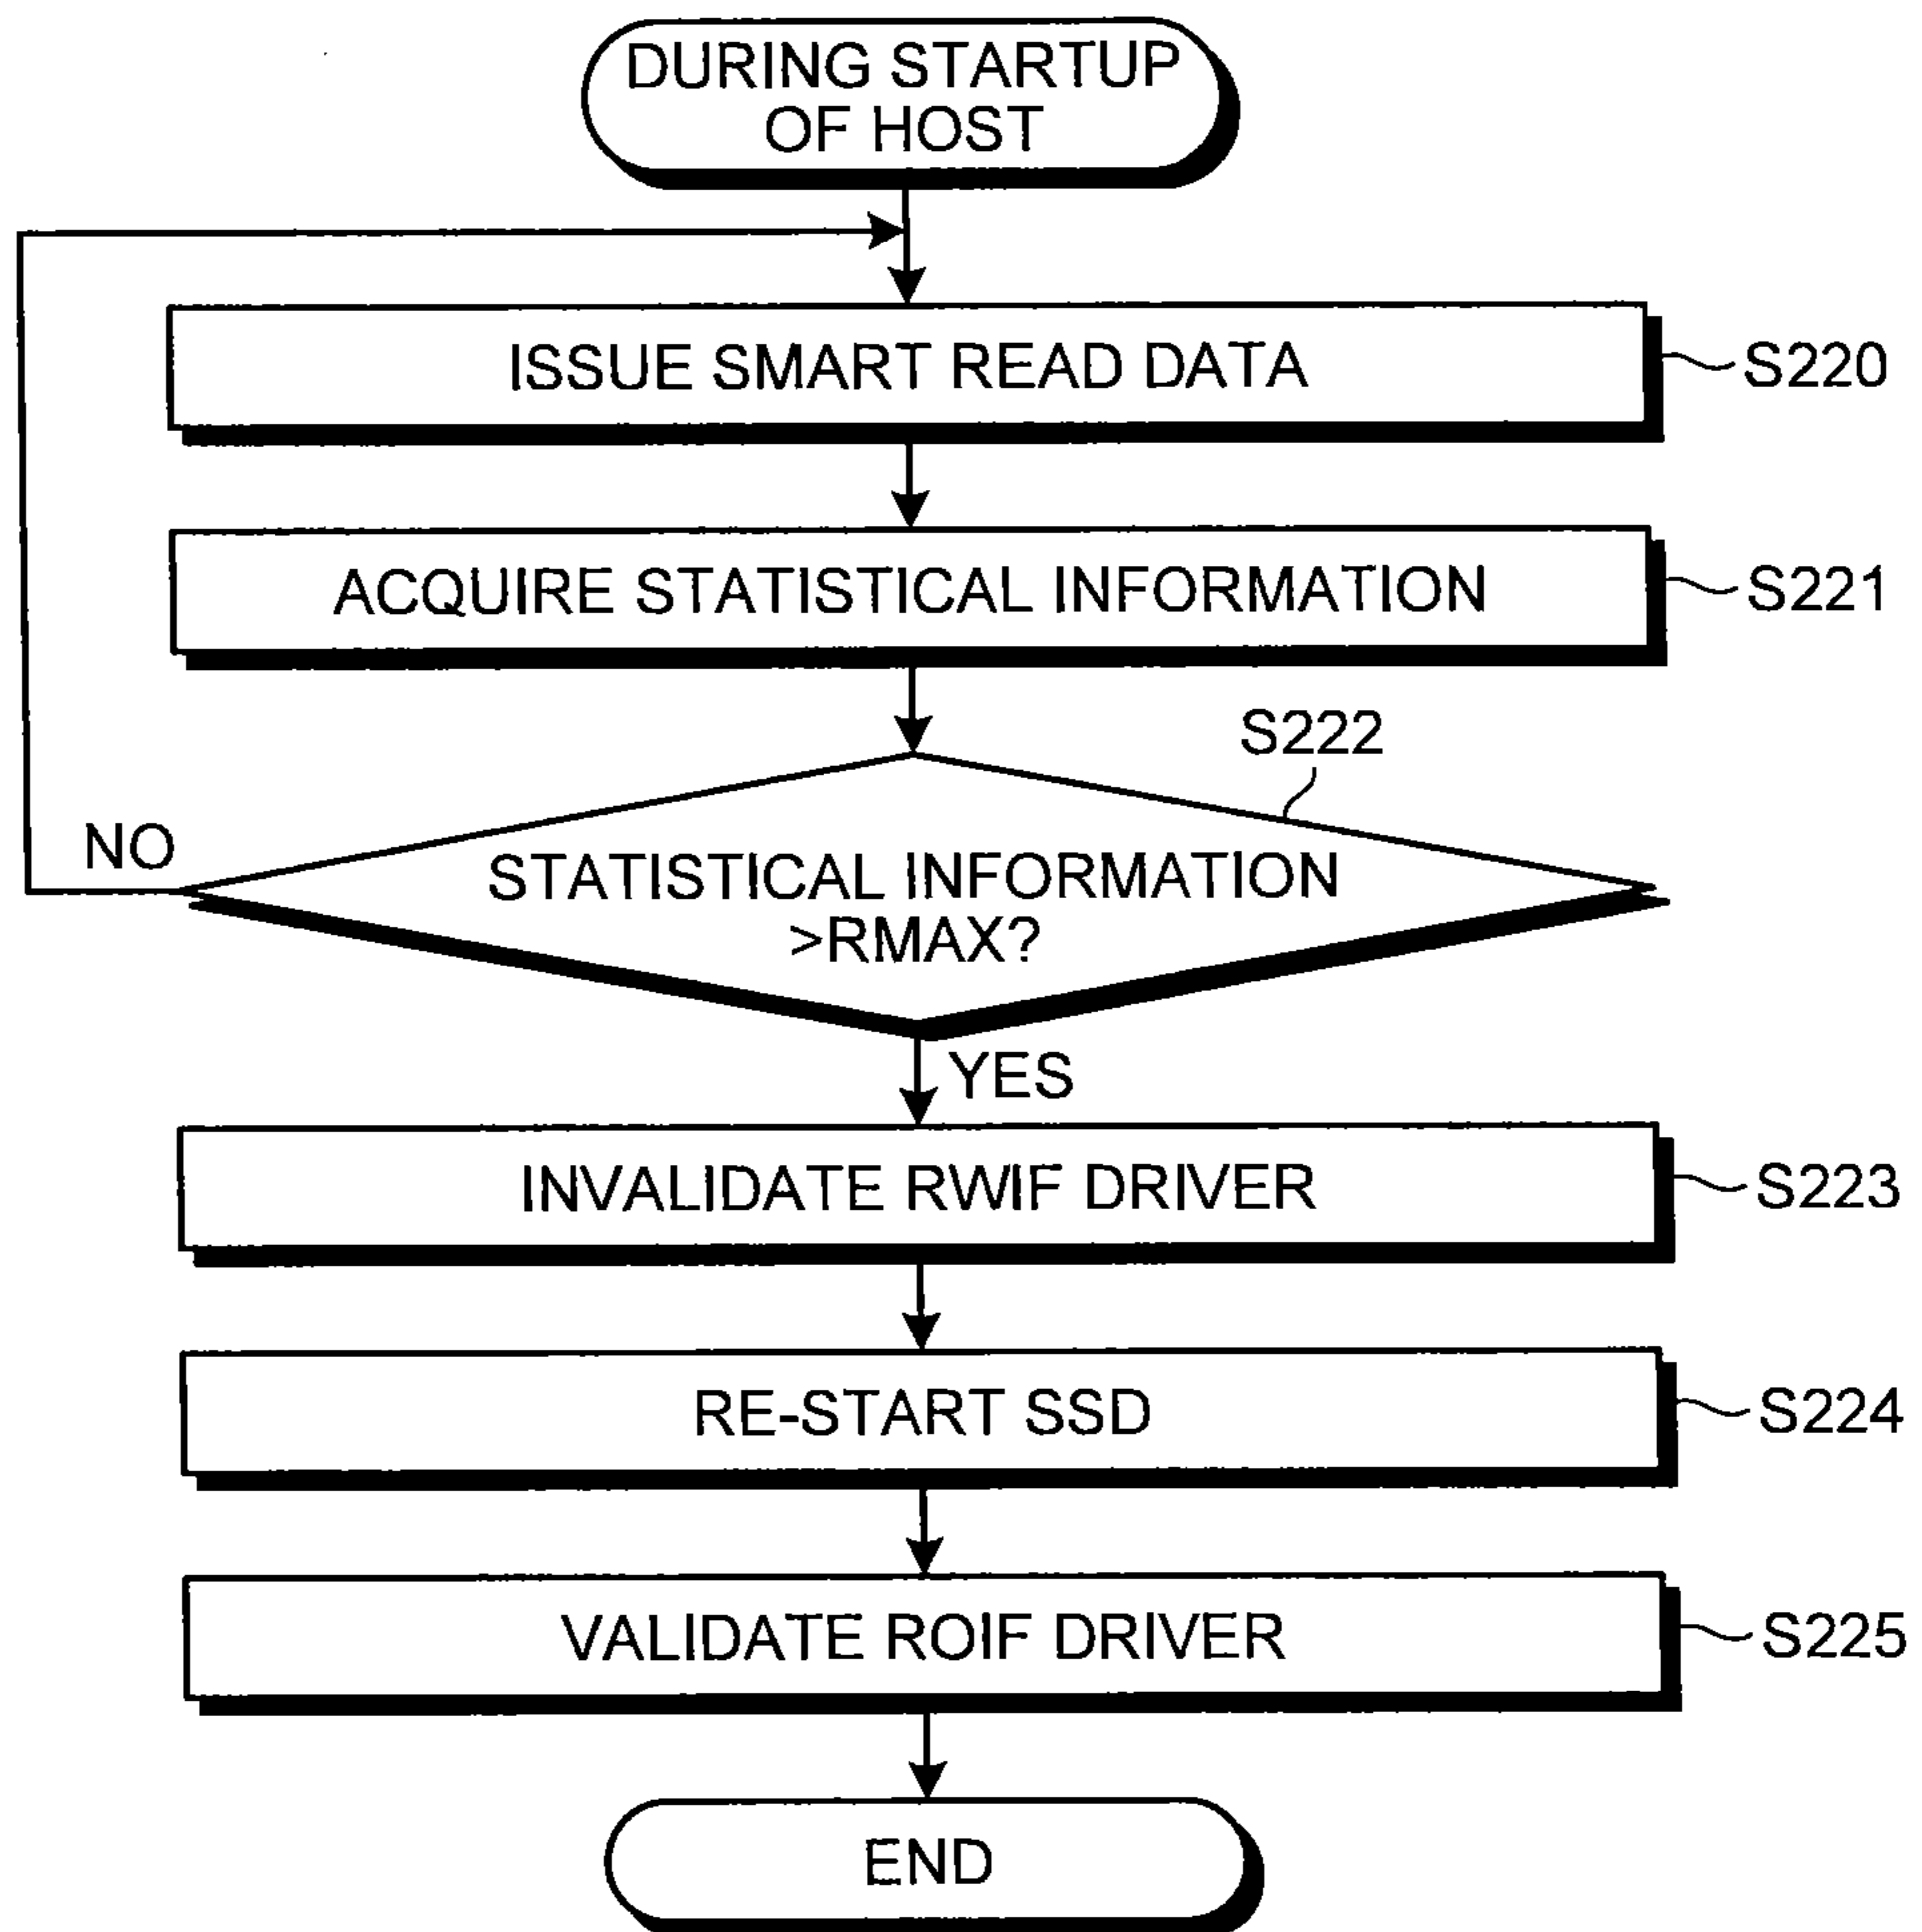 DURING STARTUP
OF HOST
ISSUE SMART READ DATA
S220
ACQUIRE STATISTICAL INFORMATION
S221
S222
NO
STATISTICAL INFORMATION
>RMAX?
YES
INVALIDATE RWIF DRIVER
S223
RE-START SSD
S224
VALIDATE ROIF DRIVER
S225
END